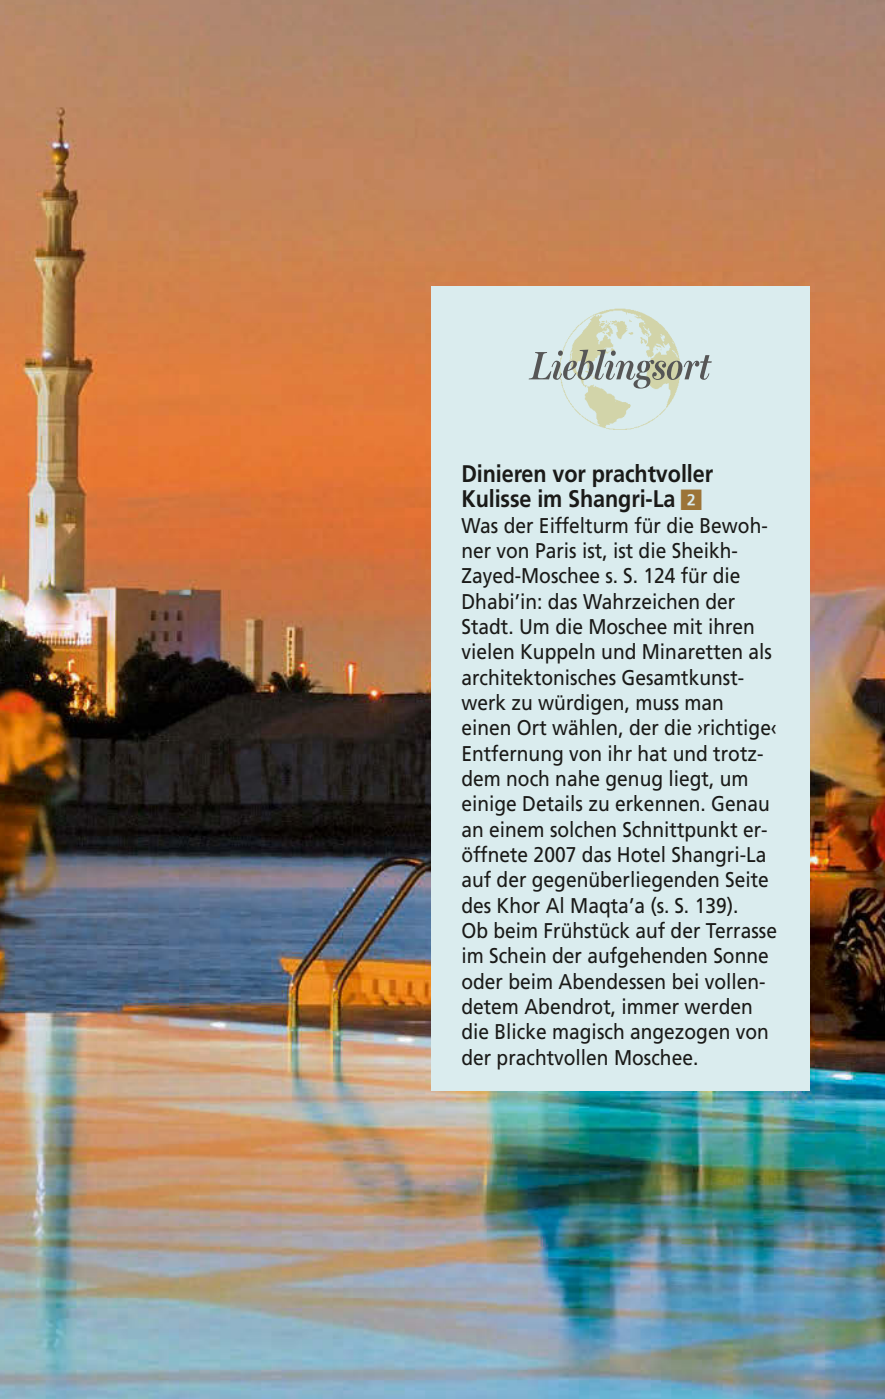 Lieblingsort
Dinieren vor prachtvoller
Kulisse im Shangri-La 2
Was der Eiffelturm für die Bewoh-
ner von Paris ist, ist die Sheikh-
Zayed-Moschee s. S. 124 für die
Dhabi’in: das Wahrzeichen der
Stadt. Um die Moschee mit ihren
vielen Kuppeln und Minaretten als
architektonisches Gesamtkunst-
werk zu würdigen, muss man
einen Ort wählen, der die ›richtige‹
Entfernung von ihr hat und trotz-
dem noch nahe genug liegt, um
einige Details zu erkennen. Genau
an einem solchen Schnittpunkt er-
öffnete 2007 das Hotel Shangri-La
auf der gegenüberliegenden Seite
des Khor Al Maqta’a (s. S. 139).
Ob beim Frühstück auf der Terrasse
im Schein der aufgehenden Sonne
oder beim Abendessen bei vollen-
detem Abendrot, immer werden
die Blicke magisch angezogen von
der prachtvollen Moschee.